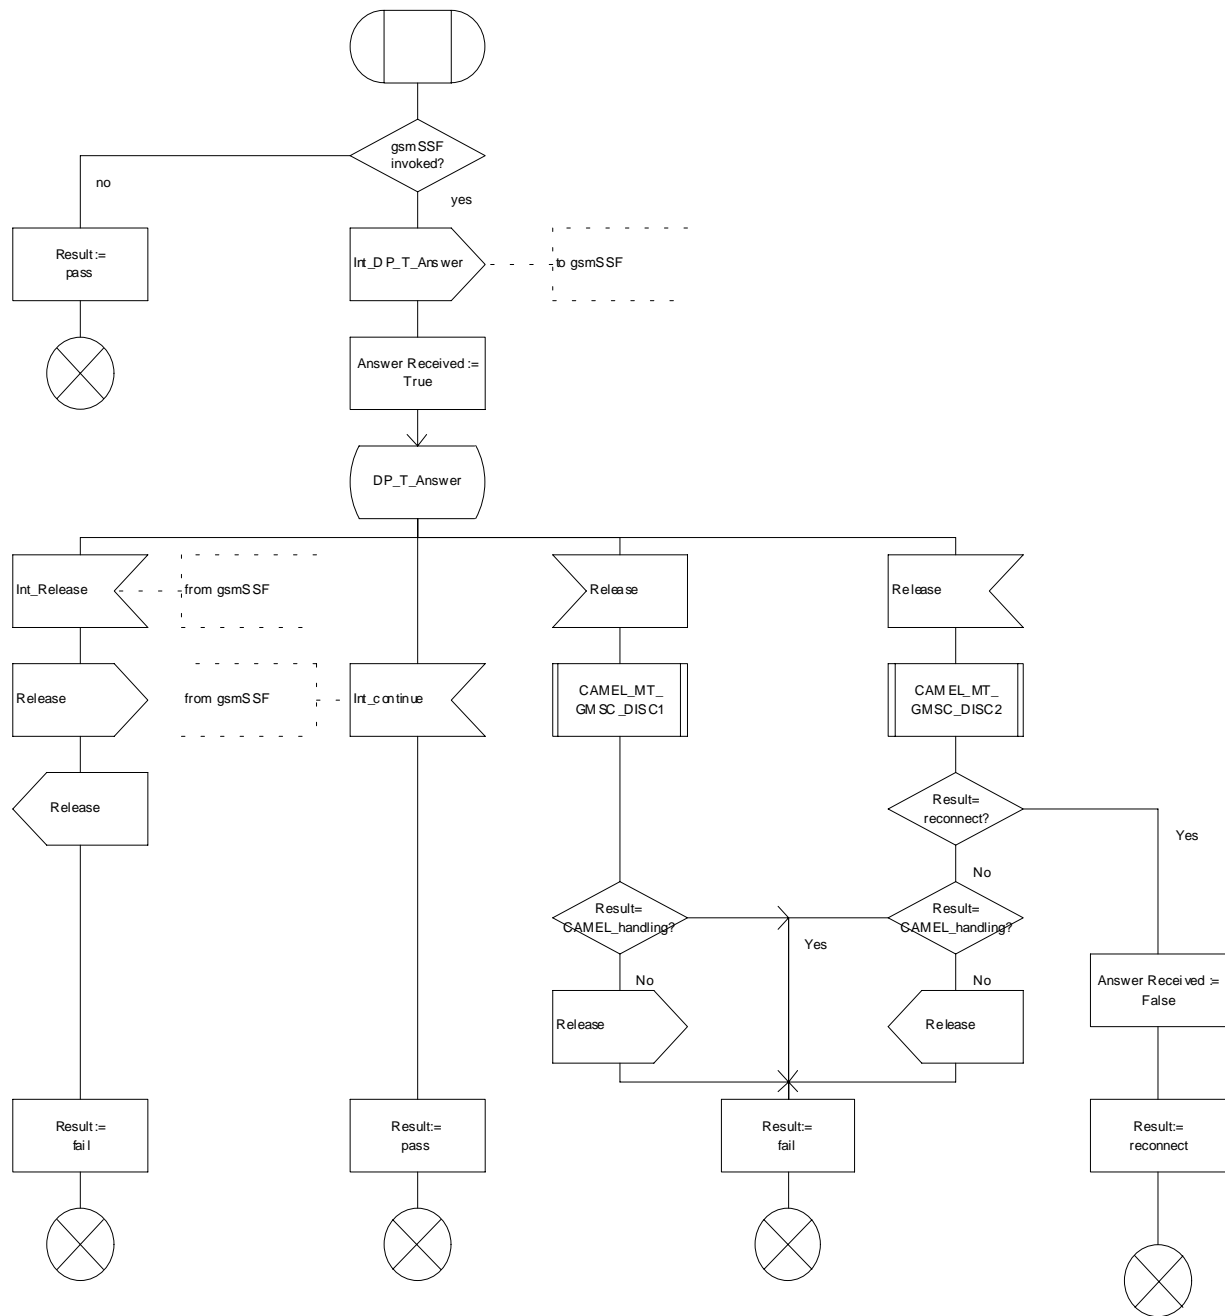 gsmSSF
invoked?
no
yes
Result:=
pass
Int_DP_T_Answer
to gsmSSF
Answer Received :=
True
DP_T_Answer
Int_Release
from gsmSSF
Release
Release
Release
from gsmSSF
Int_continue
CAMEL_MT_
GMSC_DISC1
CAMEL_MT_
GMSC_DISC2
Release
Result=
reconnect?
Yes
No
Result=
CAMEL_handling?
Yes
Result=
CAMEL_handling?
No
No
Answer Received :=
False
Release
Release
Result:=
fail
Result:=
pass
Result:=
fail
Result:=
reconnect